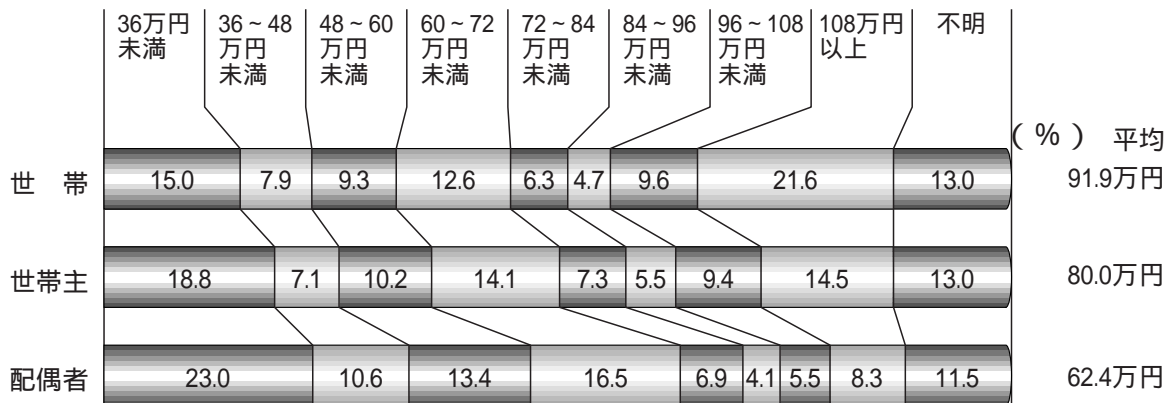 36万円 36～48 48～60 60～72 72～84 84～96 96～108 108万円 不明
未満 万円 万円 万円 万円 万円 万円 以上
未満 未満 未満 未満 未満 未満
(%) 平均
世 帯 15.0 7.9 9.3 12.6 6.3 4.7 9.6 21.6 13.0 91.9万円
世帯主 18.8 7.1 10.2 14.1 7.3 5.5 9.4 14.5 13.0 80.0万円
配偶者 23.0 10.6 13.4 16.5 6.9 4.1 5.5 8.3 11.5 62.4万円